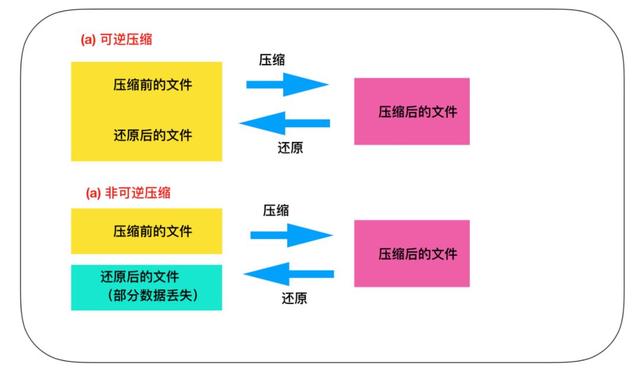 (a) 可逆压缩
压缩
压缩前的文件
压缩后的文件
还原后的文件
还原
(a) 非可逆压缩
压缩
压缩前的文件
压缩后的文件
还原后的文件
（部分数据丢失）
还原